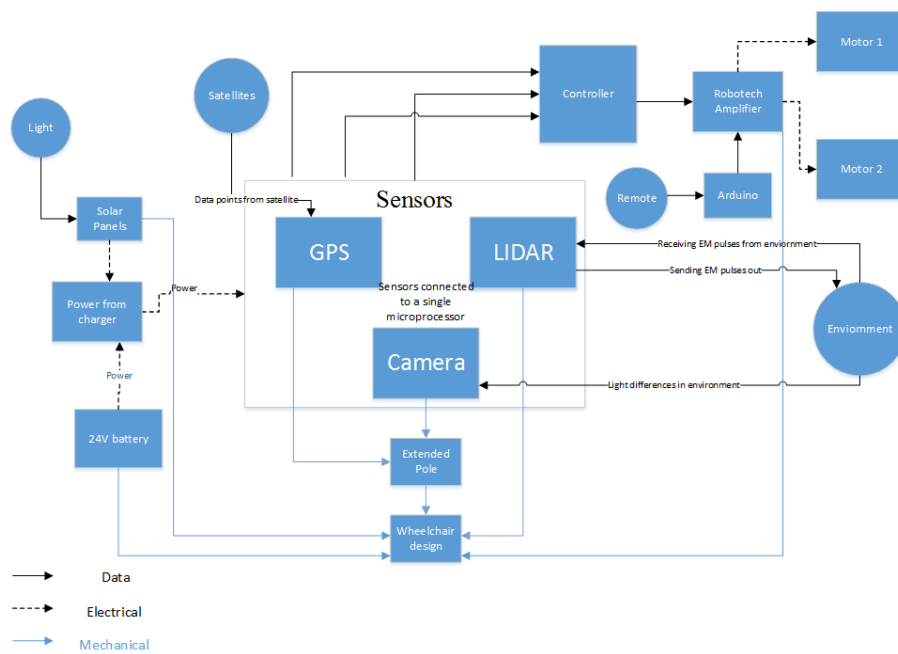 Motor 1
Satellites
Controller
Robotech
Amplifier
Light
Motor 2
Sensors
Remote
Arduino
Data points from satellite
Solar
Panels
GPS
LIDAR
Receiving EM pulses from enviornment
Sending EM pulses out
Sensors connected
to a single
microprocessor
Power
Power from
charger
Enviomment
Camera
Power
Light differences in environment
24V battery
Extended
Pole
Wheelchair
design
Data
Electrical
Mechanical